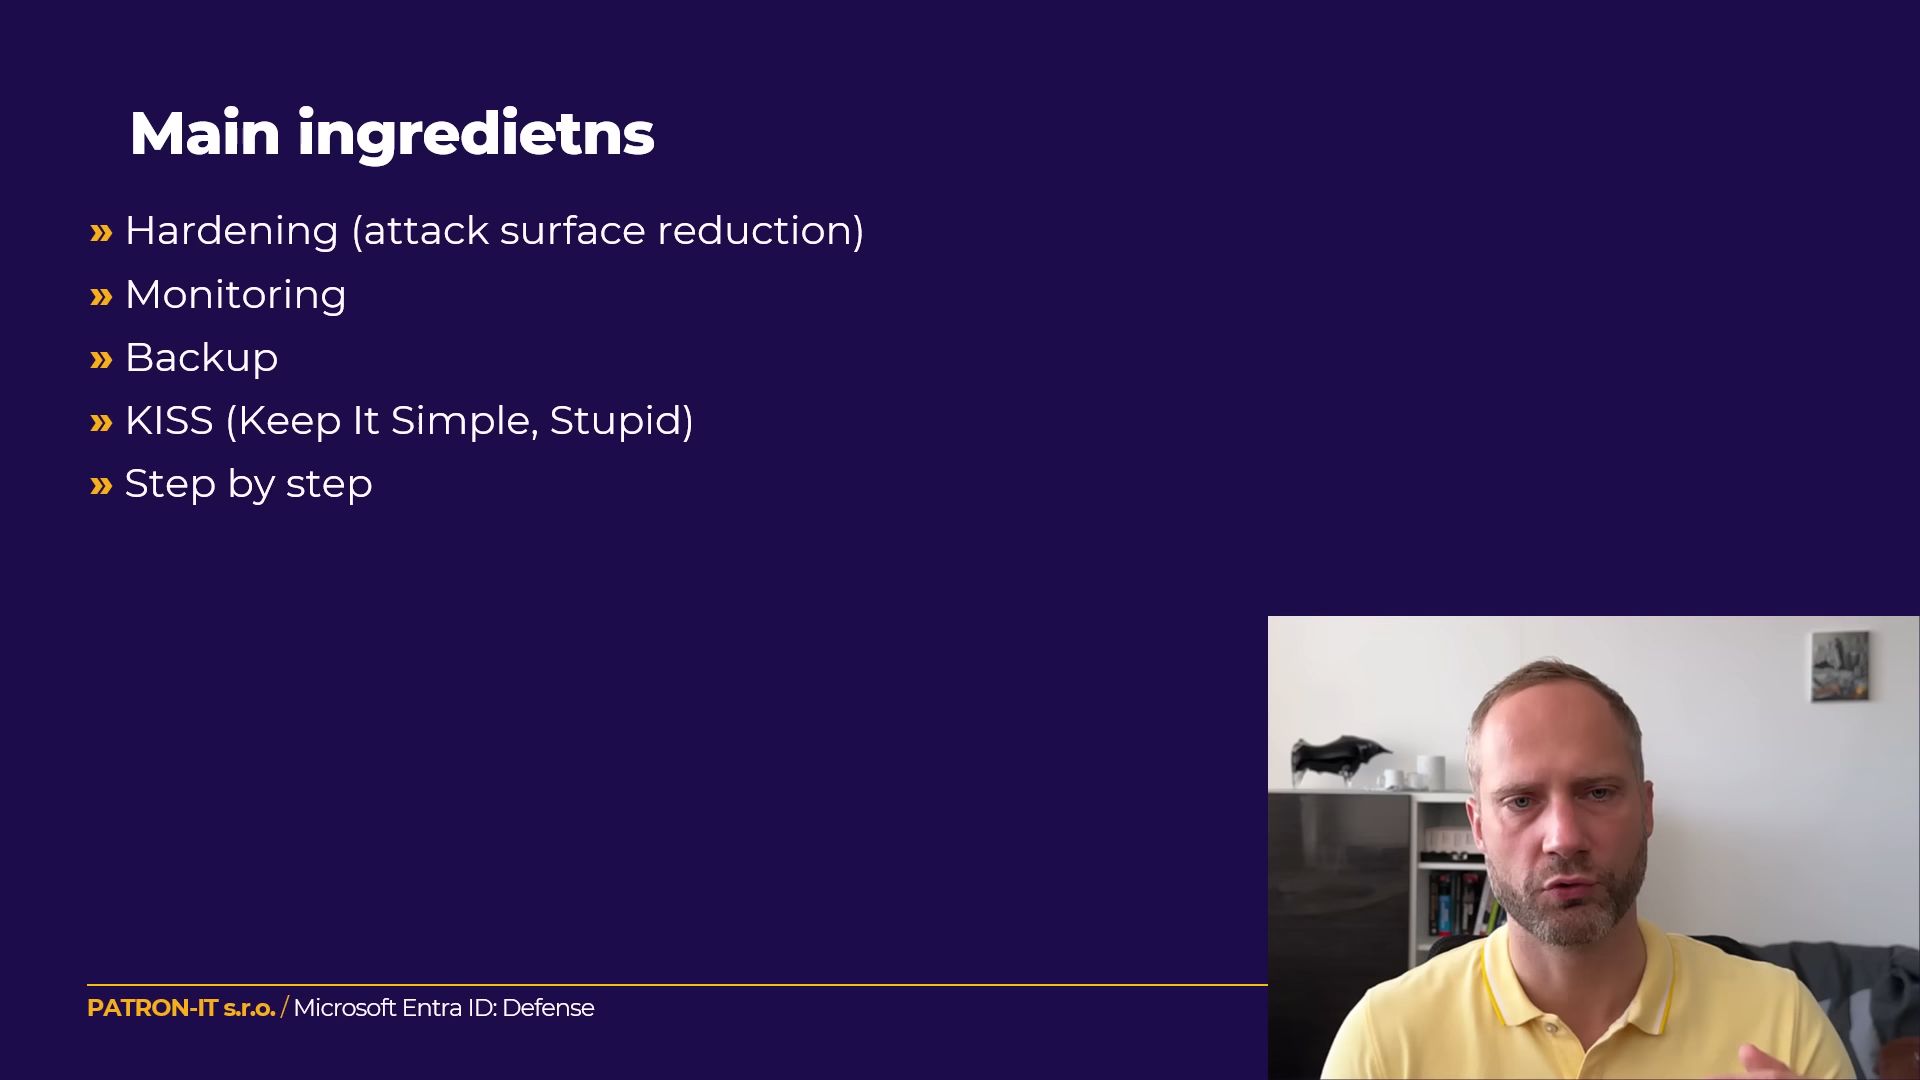 Main ingredietns
» Hardening (attack surface reduction)
» Monitoring
» Backup
» KISS (Keep It Simple, Stupid)
» Step by step
PATRON-IT s.r.o. / Microsoft Entra ID: Defense